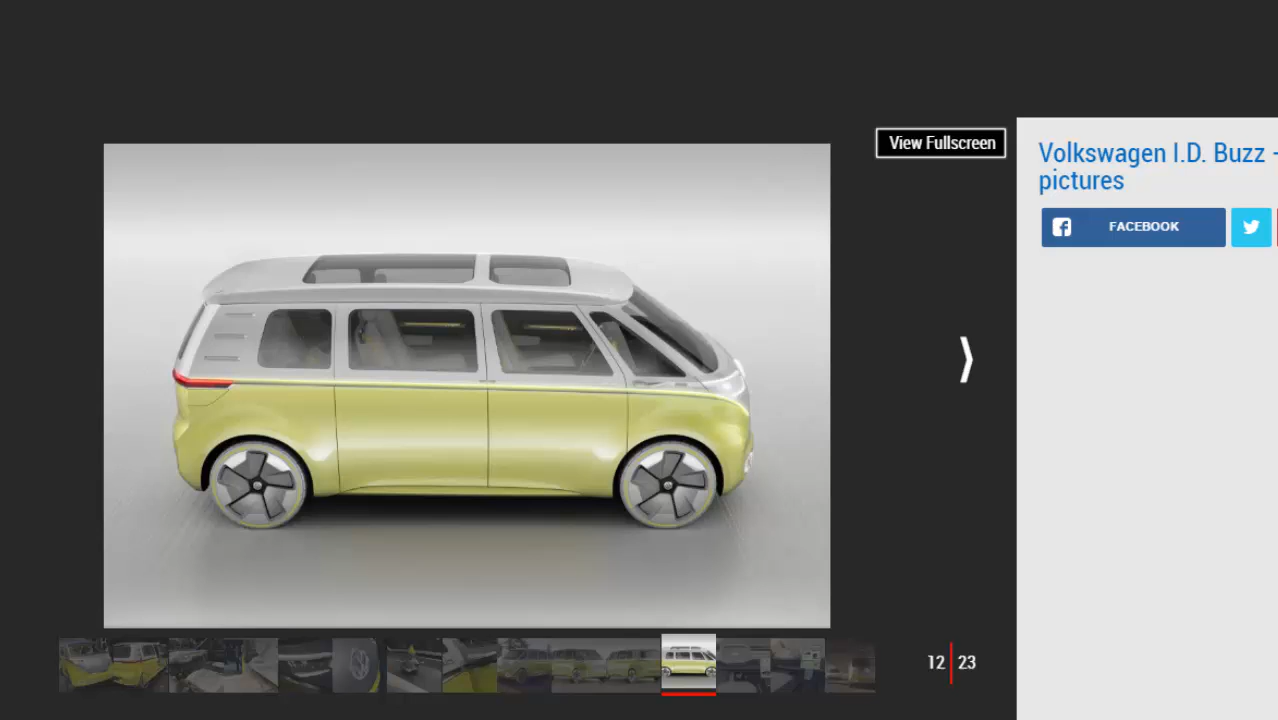 View Fullscreen
Volkswagen I.D. Buzz -
pictures
FACEBOOK
12 23